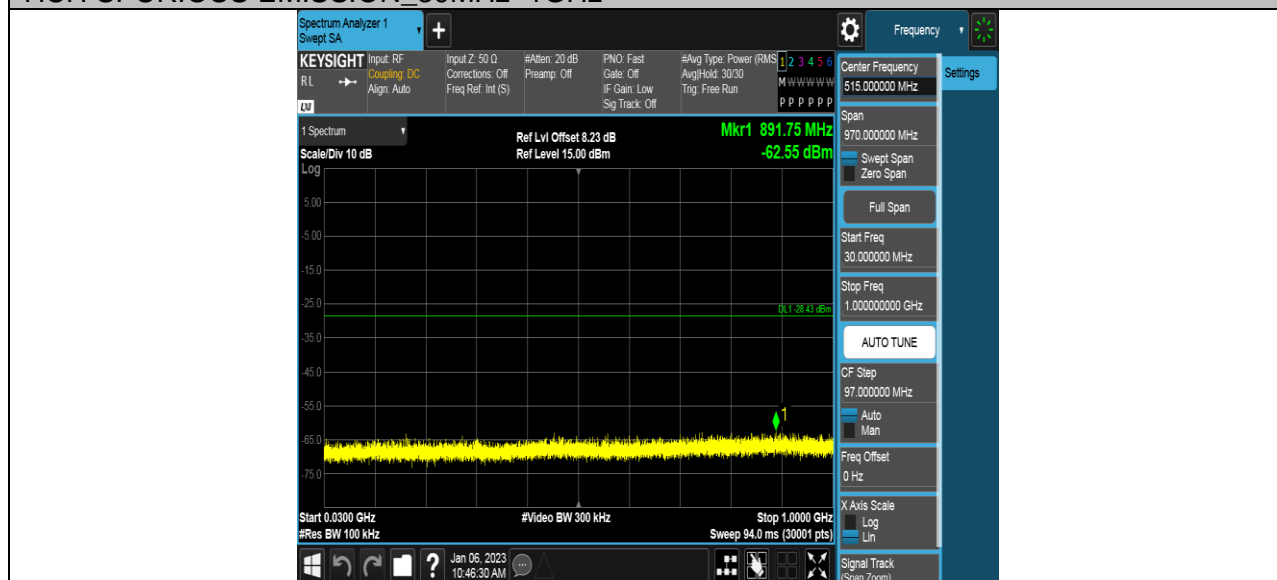 Spectrum Analyzer 1
Swept SA
+
Frequency
KEYSIGHT
RL
LXI
Input: RF
Coupling: DC
Align: Auto
Input Z: 50 Ω
Corrections: Off
Freq Ref: Int (S)
#Atten: 20 dB
Preamp: Off
PNO: Fast
Gate: Off
IF Gain: Low
Sig Track: Off
#Avg Type: Power (RMS
Avg|Hold: 30/30
Trig: Free Run
1 2 3 4 5 6
M W W W W W
P P P P P P
1 Spectrum
Scale/Div 10 dB
Log
Ref Lvl Offset 8.23 dB
Ref Level 15.00 dBm
Mkr1 891.75 MHz
-62.55 dBm
5.00
-5.00
-15.0
-25.0
DL1 -28.43 dBm
-35.0
-45.0
-55.0
1
-65.0
-75.0
Start 0.0300 GHz
#Video BW 300 kHz
Stop 1.0000 GHz
#Res BW 100 kHz
Sweep 94.0 ms (30001 pts)
?
Jan 06, 2023
10:46:30 AM
Center Frequency
515.000000 MHz
Settings
Span
970.000000 MHz
Swept Span
Zero Span
Full Span
Start Freq
30.000000 MHz
Stop Freq
1.000000000 GHz
AUTO TUNE
CF Step
97.000000 MHz
Auto
Man
Freq Offset
0 Hz
X Axis Scale
Log
Lin
Signal Track
(Span Zoom)